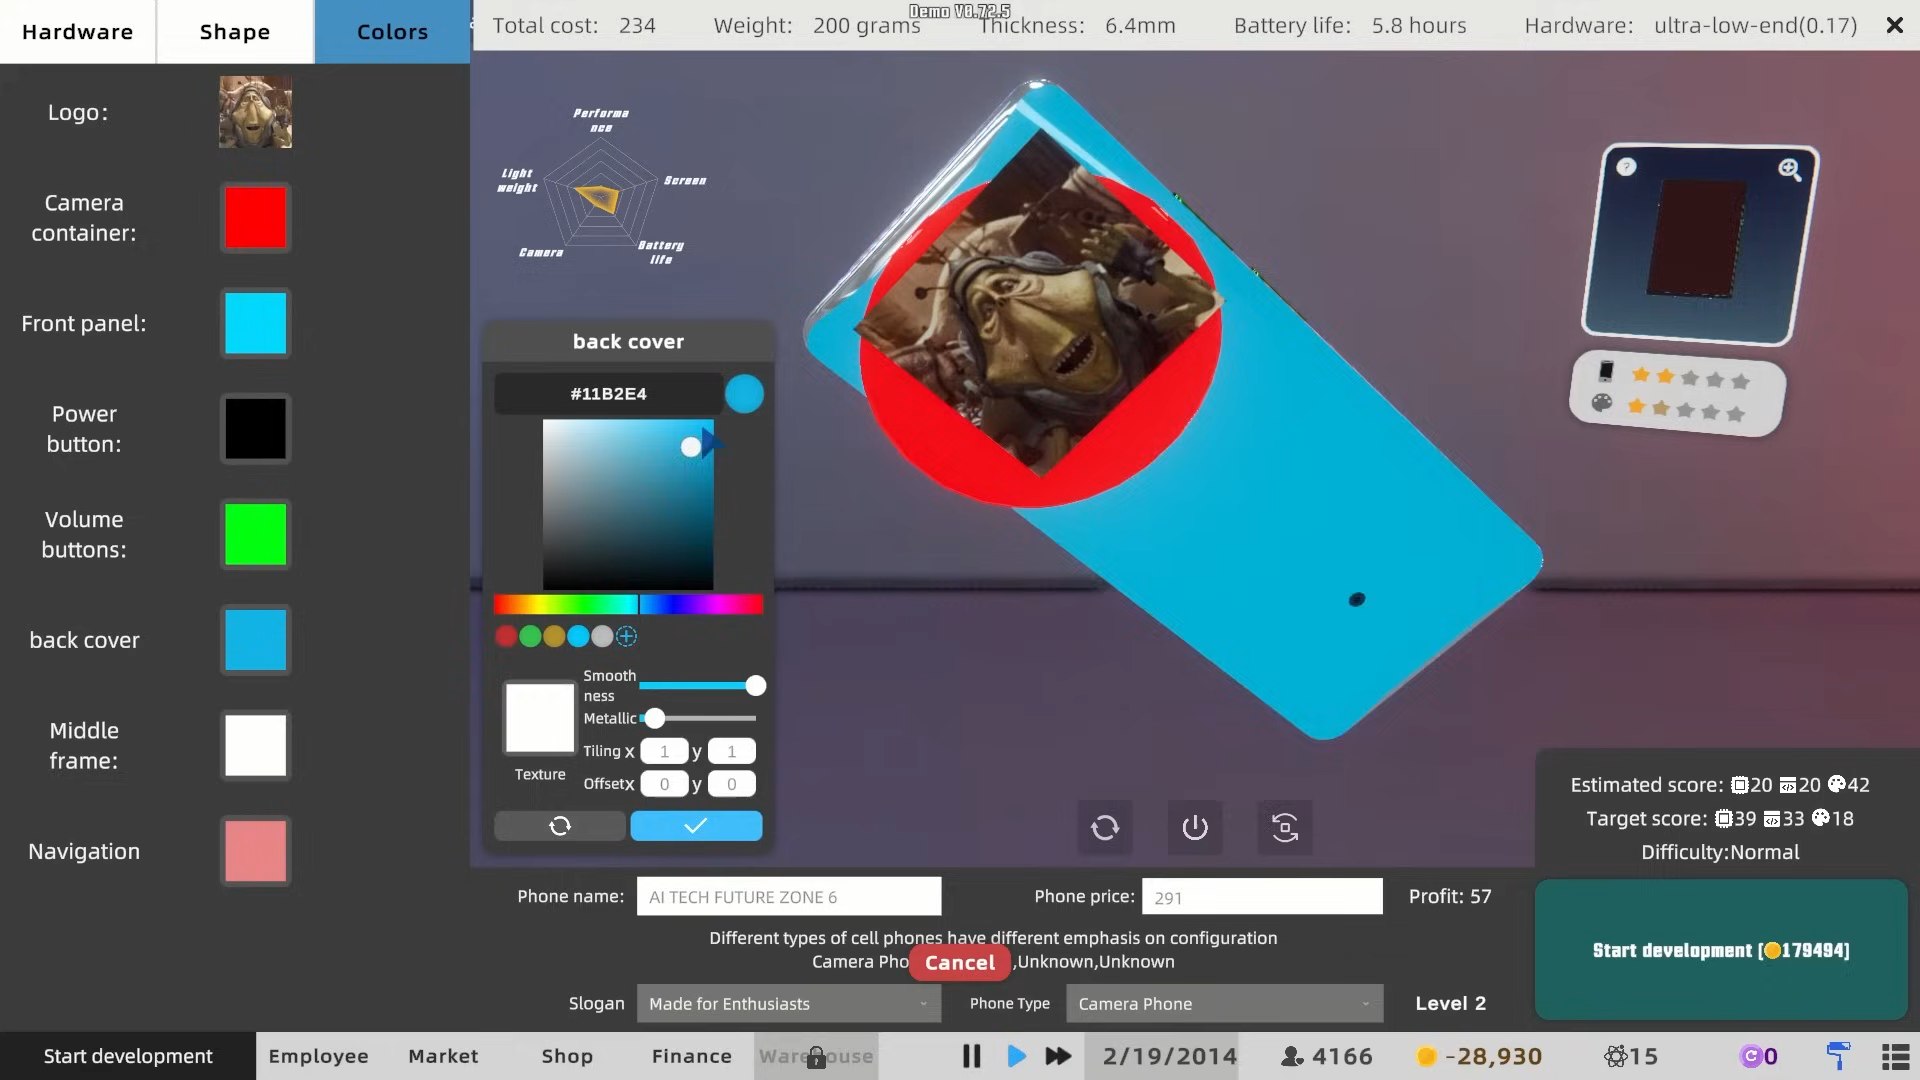 Hardware
Shape
Colors
Total cost: 234
Weight: 200 grams
Demo V0.72.5
Thickness: 6.4mm
Battery life: 5.8 hours
Hardware: ultra-low-end(0.17)
Logo:
Camera
container:
Front panel:
Power
button:
Volume
buttons:
back cover
Middle
frame:
Navigation
Performa
nce
Light
weight
Screen
Camera
Battery
life
back cover
#11B2E4
Smooth
ness
Metallic
Tiling x 1 y 1
Texture
Offsetx 0 y 0
Estimated score: 20 20 42
Target score: 39 33 18
Difficulty:Normal
Phone name: AI TECH FUTURE ZONE 6
Phone price: 291
Profit: 57
Different types of cell phones have different emphasis on configuration
Camera Pho
Cancel
,Unknown,Unknown
Start development [179494]
Slogan
Made for Enthusiasts
Phone Type
Camera Phone
Level 2
Start development
Employee
Market
Shop
Finance
Warehouse
2/19/2014
4166
-28,930
15
0